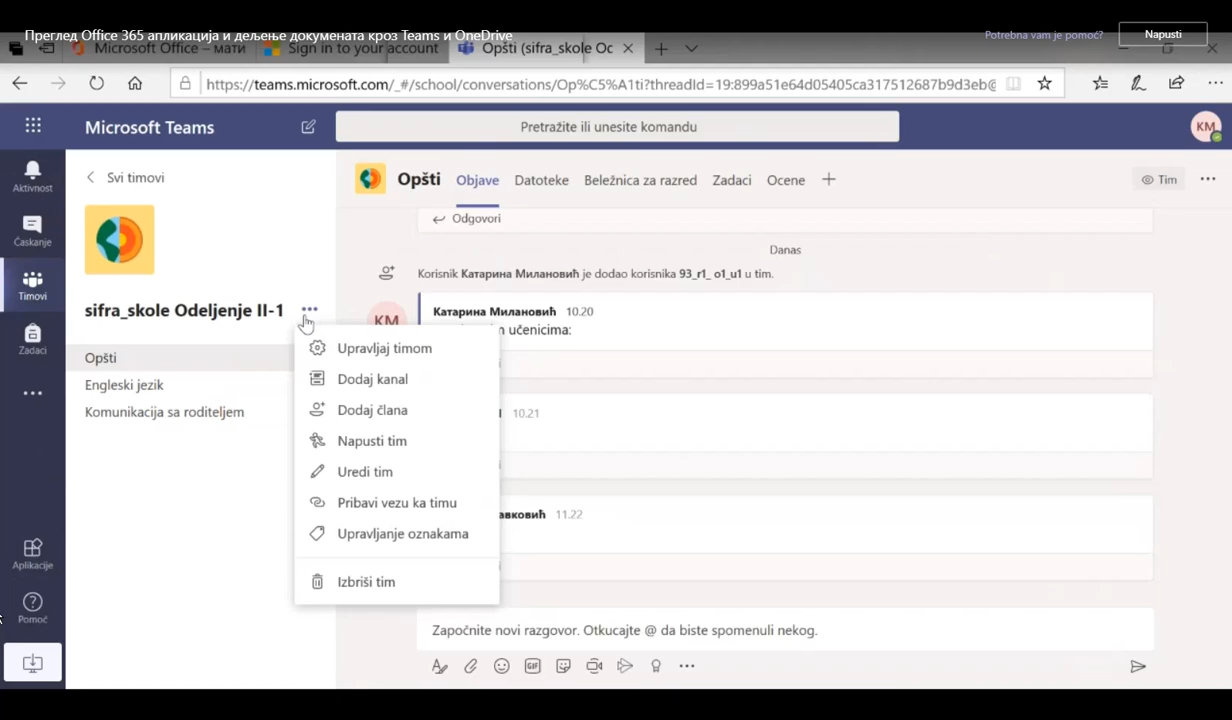 Преглед Office 365 апликација и дељење докумената кроз Teams и OneDrive
Potrebna vam je pomoć?
Napusti
Microsoft Office – мати
Sign in to your account
Opšti (sifra_skole Oc
https://teams.microsoft.com/_#/school/conversations/Op%C5%A1ti?threadId=19:899a51e64d05405ca317512687b9d3eb@
Microsoft Teams
Pretražite ili unesite komandu
KM
Aktivnost
Ćaskanje
Timovi
Zadaci
Aplikacije
Pomoć
Svi timovi
sifra_skole Odeljenje II-1
Opšti
Engleski jezik
Komunikacija sa roditeljem
Upravljaj timom
Dodaj kanal
Dodaj člana
Napusti tim
Uredi tim
Pribavi vezu ka timu
Upravljanje oznakama
Izbriši tim
Opšti
Objave
Datoteke
Beležnica za razred
Zadaci
Ocene
Tim
Odgovori
Danas
Korisnik Катарина Милановић je dodao korisnika 93_r1_ o1_u1 u tim.
KM
Катарина Милановић 10.20
učenicima:
10.21
авковић 11.22
Započnite novi razgovor. Otkucajte @ da biste spomenuli nekog.
GIF